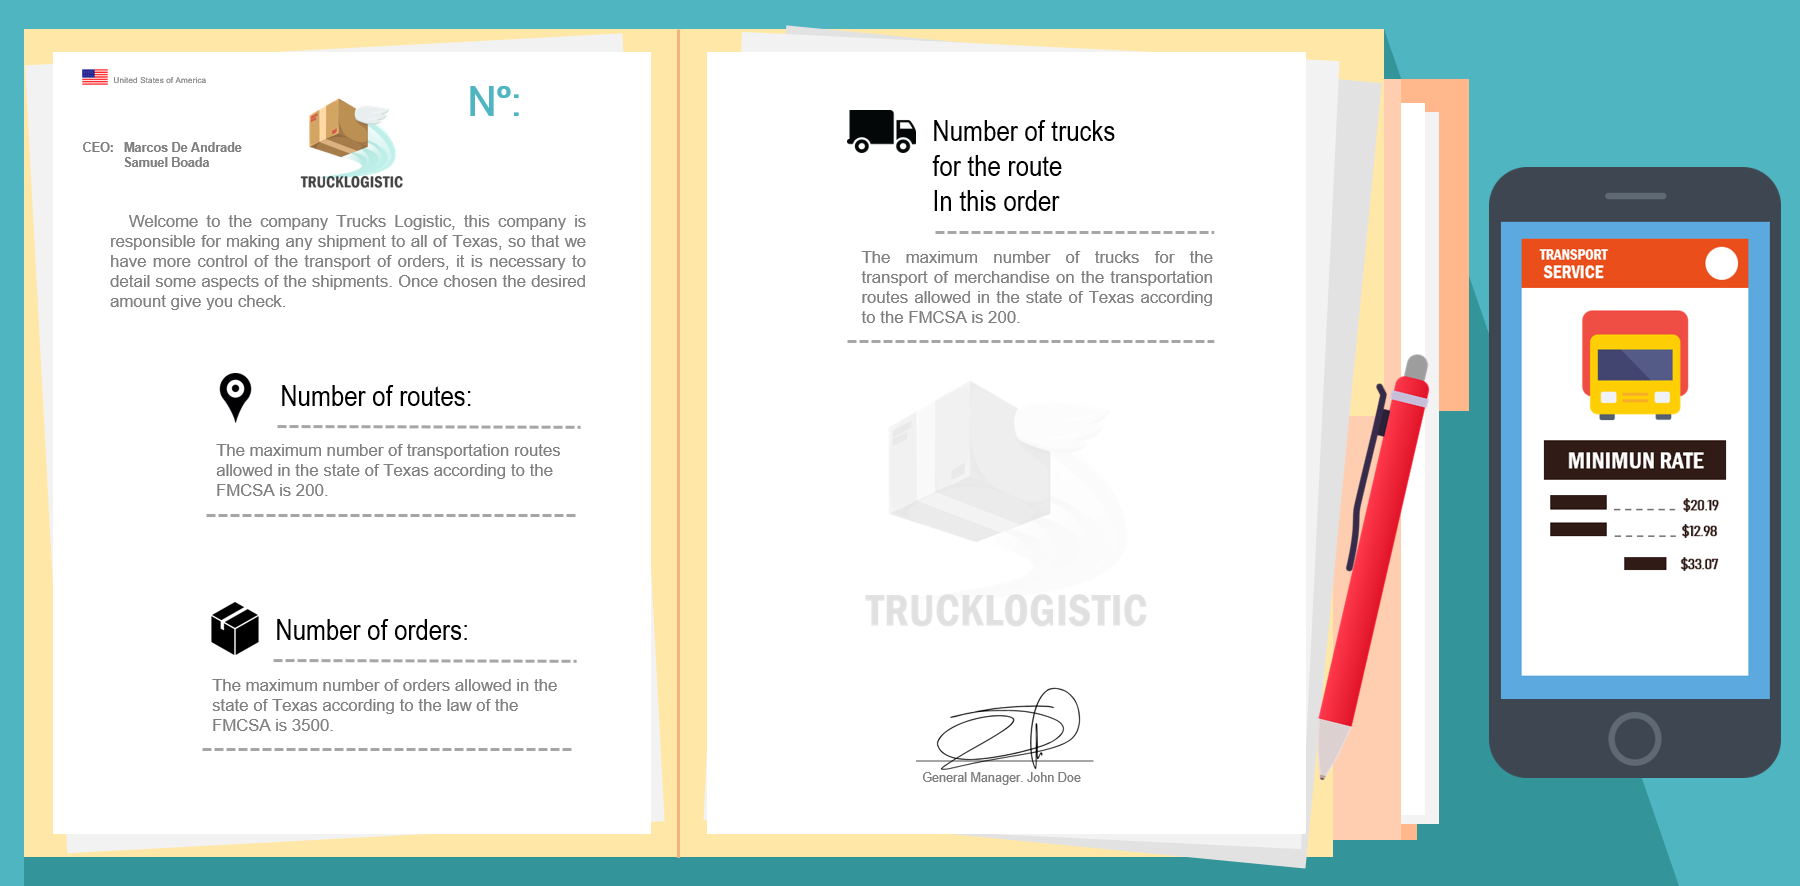 United States of America
Nº:
CEO: Marcos De Andrade
Samuel Boada
TRUCKLOGISTIC
Welcome to the company Trucks Logistic, this company is
responsible for making any shipment to all of Texas, so that we
have more control of the transport of orders, it is necessary to
detail some aspects of the shipments. Once chosen the desired
amount give you check.
Number of routes:
The maximum number of transportation routes
allowed in the state of Texas according to the
FMCSA is 200.
Number of orders:
The maximum number of orders allowed in the
state of Texas according to the law of the
FMCSA is 3500.
Number of trucks
for the route
In this order
The maximum number of trucks for the
transport of merchandise on the transportation
routes allowed in the state of Texas according
to the FMCSA is 200.
TRUCKLOGISTIC
General Manager. John Doe
TRANSPORT
SERVICE
MINIMUN RATE
$20.19
$12.98
$33.07